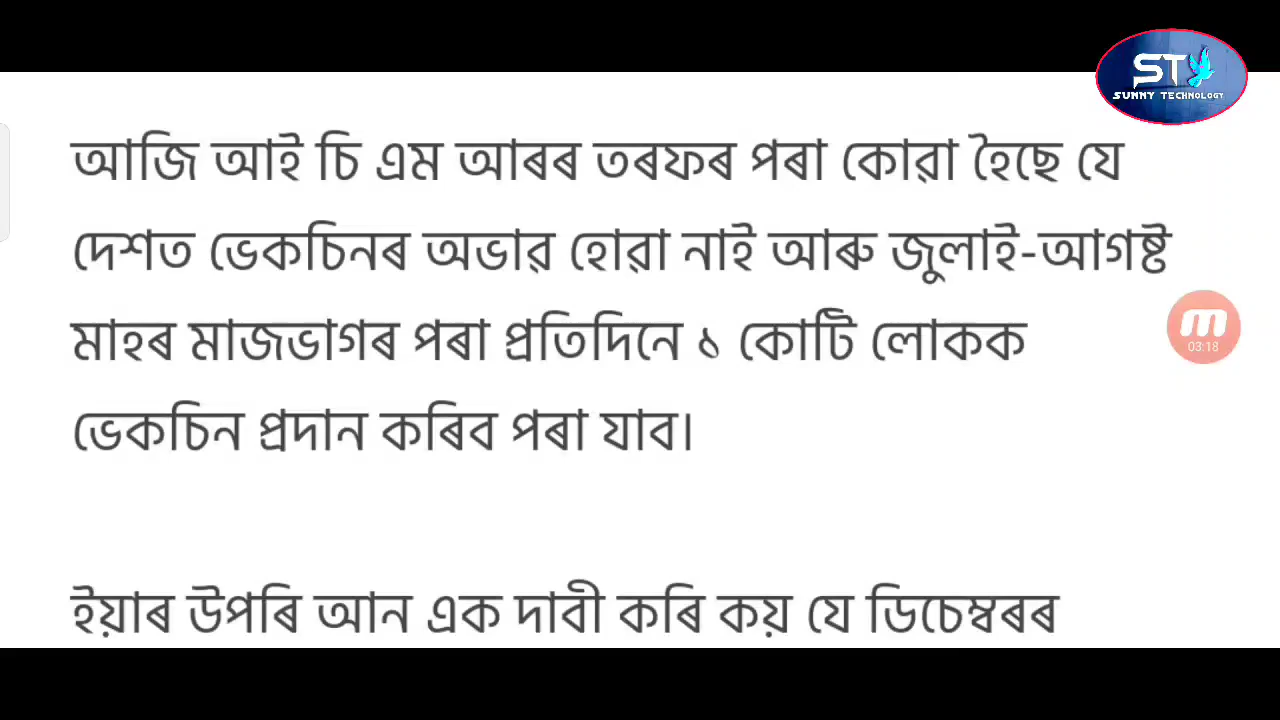 ST
SUNNY TECHNOLOGY
আজি আই চি এম আৰৰ তৰফৰ পৰা কোৱা হৈছে যে
দেশত ভেকচিনৰ অভাৱ হোৱা নাই আৰু জুলাই-আগষ্ট
মাহৰ মাজভাগৰ পৰা প্ৰতিদিনে ১ কোটি লোকক
03:18
ভেকচিন প্ৰদান কৰিব পৰা যাব।
ইয়াৰ উপৰি আন এক দাবী কৰি কয় যে ডিচেম্বৰৰ